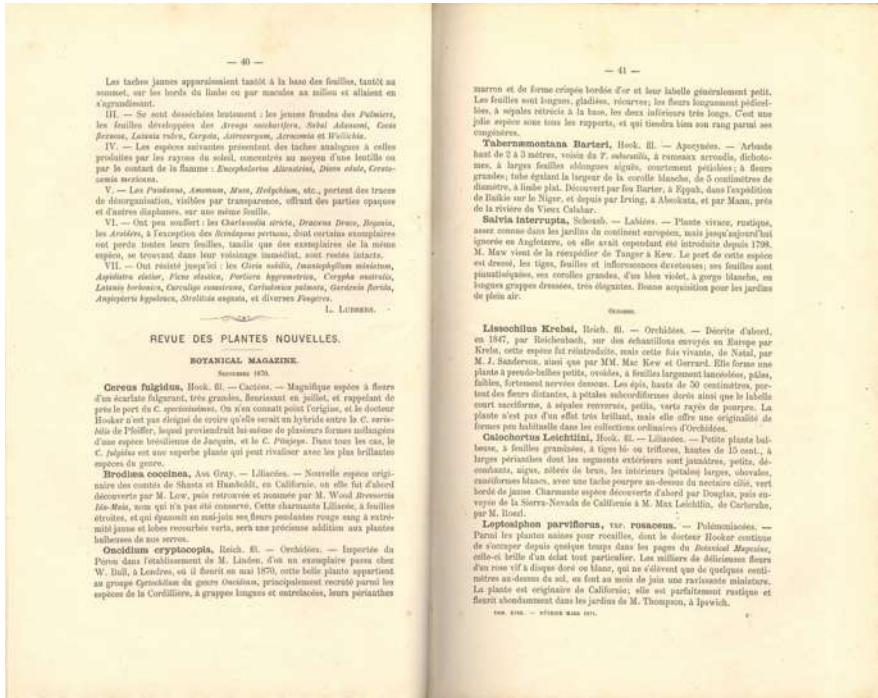 — 40 —
Les taches jaunes apparaissaient tantôt à la base des feuilles, tantôt au
sommet, sur les bords du limbe ou par macules au milieu et allaient en
s'agrandissant.
III. — Se sont desséchées lentement : les jeunes frondes des Palmiers,
les feuilles développées des Arenga saccharifera, Sabal Adansoni, Cocos
flexuosa, Latania rubra, Caryota, Astrocaryum, Acrocomia et Wallichia.
IV. — Les espèces suivantes présentent des taches analogues à celles
produites par les rayons du soleil, concentrés au moyen d'une lentille ou
par le contact de la flamme : Encephalartos Altensteini, Dioon edule, Cerato-
zamia mexicana.
V. — Les Pandanus, Amomum, Musa, Hedychium, etc., portent des traces
de désorganisation, visibles par transparence, offrant des parties opaques
et d'autres diaphanes, sur une même feuille.
VI. — Ont peu souffert : les Charlwoodia stricta, Dracæna Draco, Begonia,
les Aroïdées, à l'exception des Scindapsus pertusus, dont certains exemplaires
ont perdu toutes leurs feuilles, tandis que des exemplaires de la même
espèce, se trouvant dans leur voisinage immédiat, sont restés intacts.
VII. — Ont résisté jusqu'ici : les Clivia nobilis, Imantophyllum miniatum,
Aspidistra elatior, Ficus elastica, Porliera hygrometrica, Corypha australis,
Latania borbonica, Curculigo sumatrana, Carludovica palmata, Gardenia florida,
Angiopteris hypoleuca, Strelitzia augusta, et diverses Fougères.
L. LUBBERS.
REVUE DES PLANTES NOUVELLES.
BOTANICAL MAGAZINE.
SEPTEMBRE 1870.
Cereus fulgidus, Hook. fil. — Cactées. — Magnifique espèce à fleurs
d'un écarlate fulgurant, très grandes, fleurissant en juillet, et rappelant de
près le port du C. speciosissimus. On n'en connaît point l'origine, et le docteur
Hooker n'est pas éloigné de croire qu'elle serait un hybride entre le C. varia-
bilis de Pfeiffer, lequel proviendrait lui-même de plusieurs formes mélangées
d'une espèce brésilienne de Jacquin, et le C. Pitajaya. Dans tous les cas, le
C. fulgidus est une superbe plante qui peut rivaliser avec les plus brillantes
espèces du genre.
Brodiæa coccinea, Asa Gray. — Liliacées. — Nouvelle espèce origi-
naire des comtés de Shasta et Humboldt, en Californie, où elle fut d'abord
découverte par M. Low, puis retrouvée et nommée par M. Wood Brevoortia
Ida-Maia, nom qui n'a pas été conservé. Cette charmante Liliacée, à feuilles
étroites, et qui épanouit en mai-juin ses fleurs pendantes rouge sang à extré-
mité jaune et lobes recourbés verts, sera une précieuse addition aux plantes
bulbeuses de nos serres.
Oncidium cryptocopis, Reich. fil. — Orchidées. — Importée du
Pérou dans l'établissement de M. Linden, d'où un exemplaire passa chez
W. Bull, à Londres, où il fleurit en mai 1870, cette belle plante appartient
au groupe Cyrtochilum du genre Oncidium, principalement recruté parmi les
espèces de la Cordillière, à grappes longues et entrelacées, leurs périanthes
— 41 —
marron et de forme crispée bordée d'or et leur labelle généralement petit.
Les feuilles sont longues, gladiées, récurves; les fleurs longuement pédicel-
lées, à sépales rétrécis à la base, les deux inférieurs très longs. C'est une
jolie espèce sous tous les rapports, et qui tiendra bien son rang parmi ses
congénères.
Tabernæmontana Barteri, Hook. fil. — Apocynées. — Arbuste
haut de 2 à 3 mètres, voisin du T. subsessilis, à rameaux arrondis, dichoto-
mes, à larges feuilles oblongues aiguës, courtement pétiolées; à fleurs
grandes; tube égalant la largeur de la corolle blanche, de 5 centimètres de
diamètre, à limbe plat. Découvert par feu Barter, à Eppah, dans l'expédition
de Baikie sur le Niger, et depuis par Irving, à Abeokuta, et par Mann, près
de la rivière du Vieux Calabar.
Salvia interrupta, Schousb. — Labiées. — Plante vivace, rustique,
assez connue dans les jardins du continent européen, mais jusqu'aujourd'hui
ignorée en Angleterre, où elle avait cependant été introduite depuis 1798.
M. Maw vient de la réexpédier de Tanger à Kew. Le port de cette espèce
est dressé, les tiges, feuilles et inflorescences duveteuses; ses feuilles sont
pinnatiséquées, ses corolles grandes, d'un bleu violet, à gorge blanche, en
longues grappes dressées, très élégantes. Bonne acquisition pour les jardins
de plein air.
OCTOBRE.
Lissochilus Krebsi, Reich. fil. — Orchidées. — Décrite d'abord,
en 1847, par Reichenbach, sur des échantillons envoyés en Europe par
Krebs, cette espèce fut réintroduite, mais cette fois vivante, de Natal, par
M. J. Sanderson, ainsi que par MM. Mac Kew et Gerrard. Elle forme une
plante à pseudo-bulbes petits, ovoïdes, à feuilles largement lancéolées, pâles,
faibles, fortement nervées dessous. Les épis, hauts de 50 centimètres, por-
tent des fleurs distantes, à pétales subcordiformes dorés ainsi que le labelle
court sacciforme, à sépales renversés, petits, verts rayés de pourpre. La
plante n'est pas d'un effet très brillant, mais elle offre une originalité de
formes peu habituelle dans les collections ordinaires d'Orchidées.
Calochortus Leichtlini, Hook. fil. — Liliacées. — Petite plante bul-
beuse, à feuilles graminées, à tiges bi- ou triflores, hautes de 15 cent., à
larges périanthes dont les segments extérieurs sont jaunâtres, petits, dé-
combants, aigus, zébrés de brun, les intérieurs (pétales) larges, obovales,
cunéiformes blancs, avec une tache pourpre au-dessus du nectaire cilié, vert
bordé de jaune. Charmante espèce découverte d'abord par Douglas, puis en-
voyée de la Sierra-Nevada de Californie à M. Max Leichtlin, de Carlsruhe,
par M. Roezl.
Leptosiphon parviflorus, VAR. rosaceus. — Polémoniacées. —
Parmi les plantes naines pour rocailles, dont le docteur Hooker continue
de s'occuper depuis quelque temps dans les pages du Botanical Magazine,
celle-ci brille d'un éclat tout particulier. Les milliers de délicieuses fleurs
d'un rose vif à disque doré ou blanc, qui ne s'élèvent que de quelques centi-
mètres au-dessus du sol, en font au mois de juin une ravissante miniature.
La plante est originaire de Californie; elle est parfaitement rustique et
fleurit abondamment dans les jardins de M. Thompson, à Ipswich.
TOM. XVIII. — FÉVRIER MARS 1871.